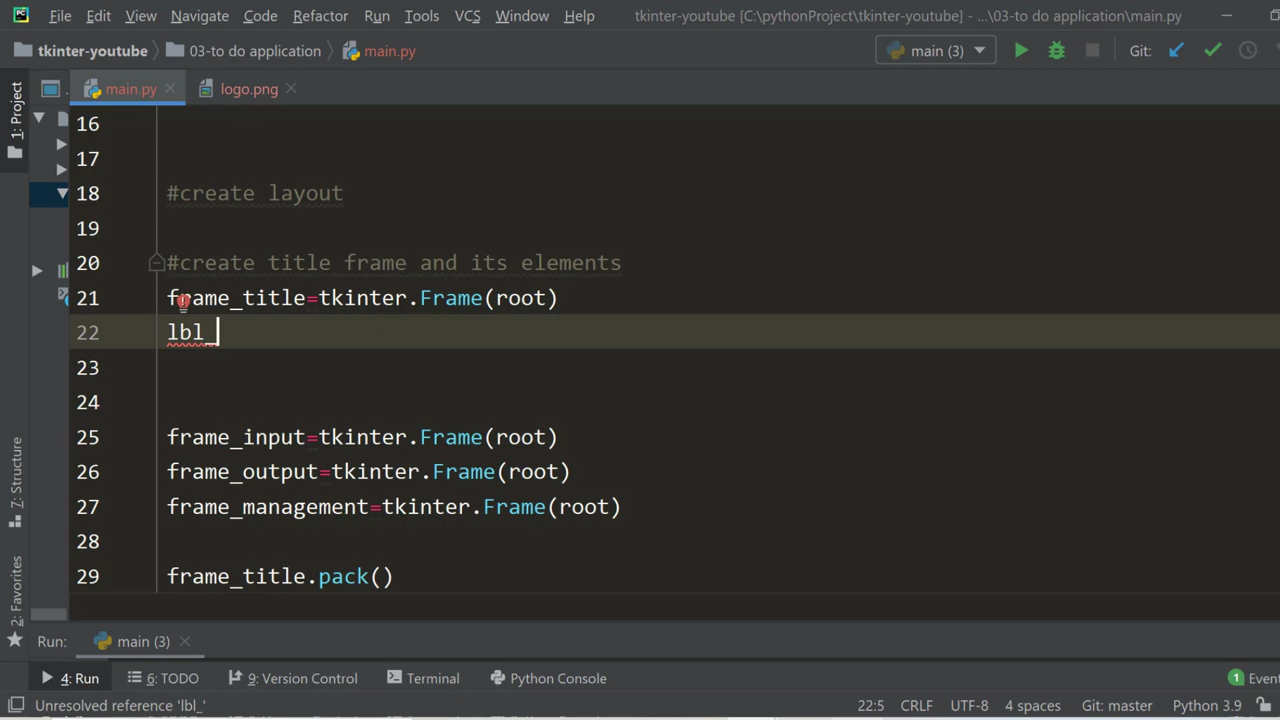 File Edit View Navigate Code Refactor Run Tools VCS Window Help tkinter-youtube [C:\pythonProject\tkinter-youtube] - ...\03-to do application\main.py
tkinter-youtube 03-to do application main.py main (3) Git:
main.py logo.png
1: Project
7: Structure
2: Favorites
16
17
18 #create layout
19
20 #create title frame and its elements
21 frame_title=tkinter.Frame(root)
22 lbl_
23
24
25 frame_input=tkinter.Frame(root)
26 frame_output=tkinter.Frame(root)
27 frame_management=tkinter.Frame(root)
28
29 frame_title.pack()
Run: main (3)
4: Run 6: TODO 9: Version Control Terminal Python Console 1 Event
Unresolved reference 'lbl_' 22:5 CRLF UTF-8 4 spaces Git: master Python 3.9